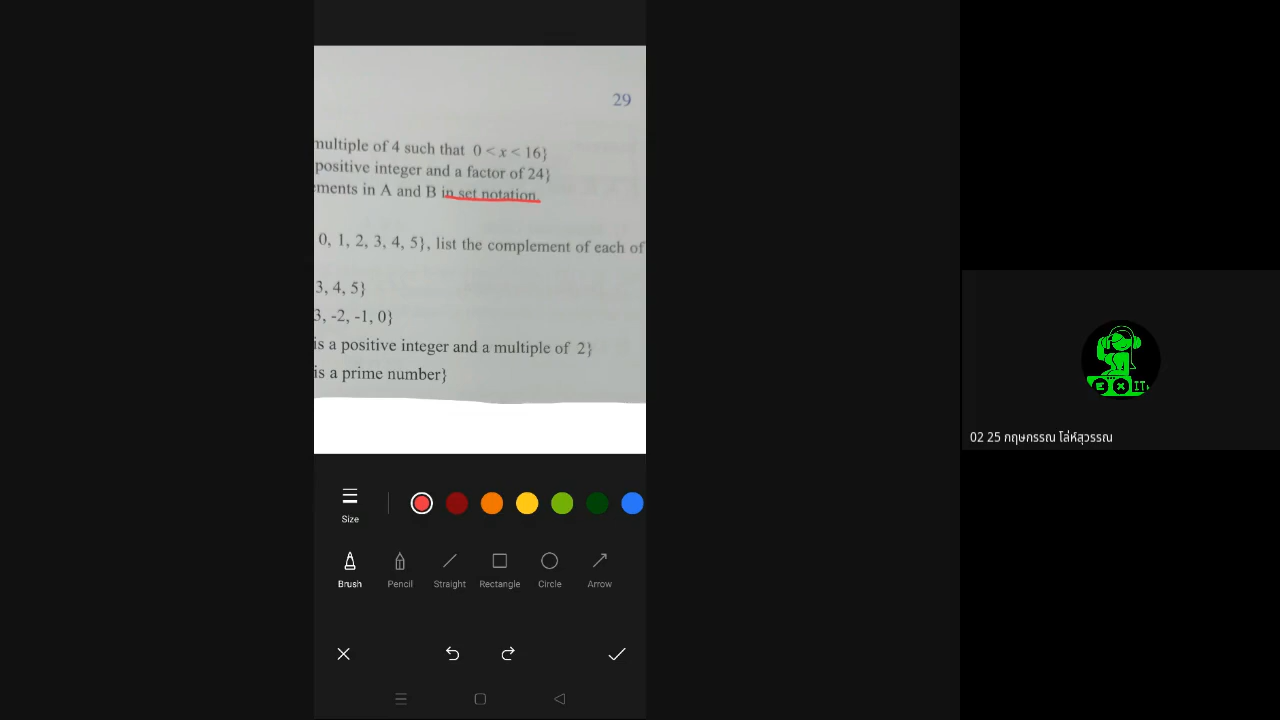 29
multiple of 4 such that 0 < x < 16}
positive integer and a factor of 24}
ments in A and B in set notation.
0, 1, 2, 3, 4, 5}, list the complement of each of
3, 4, 5}
3, -2, -1, 0}
is a positive integer and a multiple of 2}
is a prime number}
Size
Brush
Pencil
Straight
Rectangle
Circle
Arrow
02 25 กฤษกรรณ โล่ห์สุวรรณ